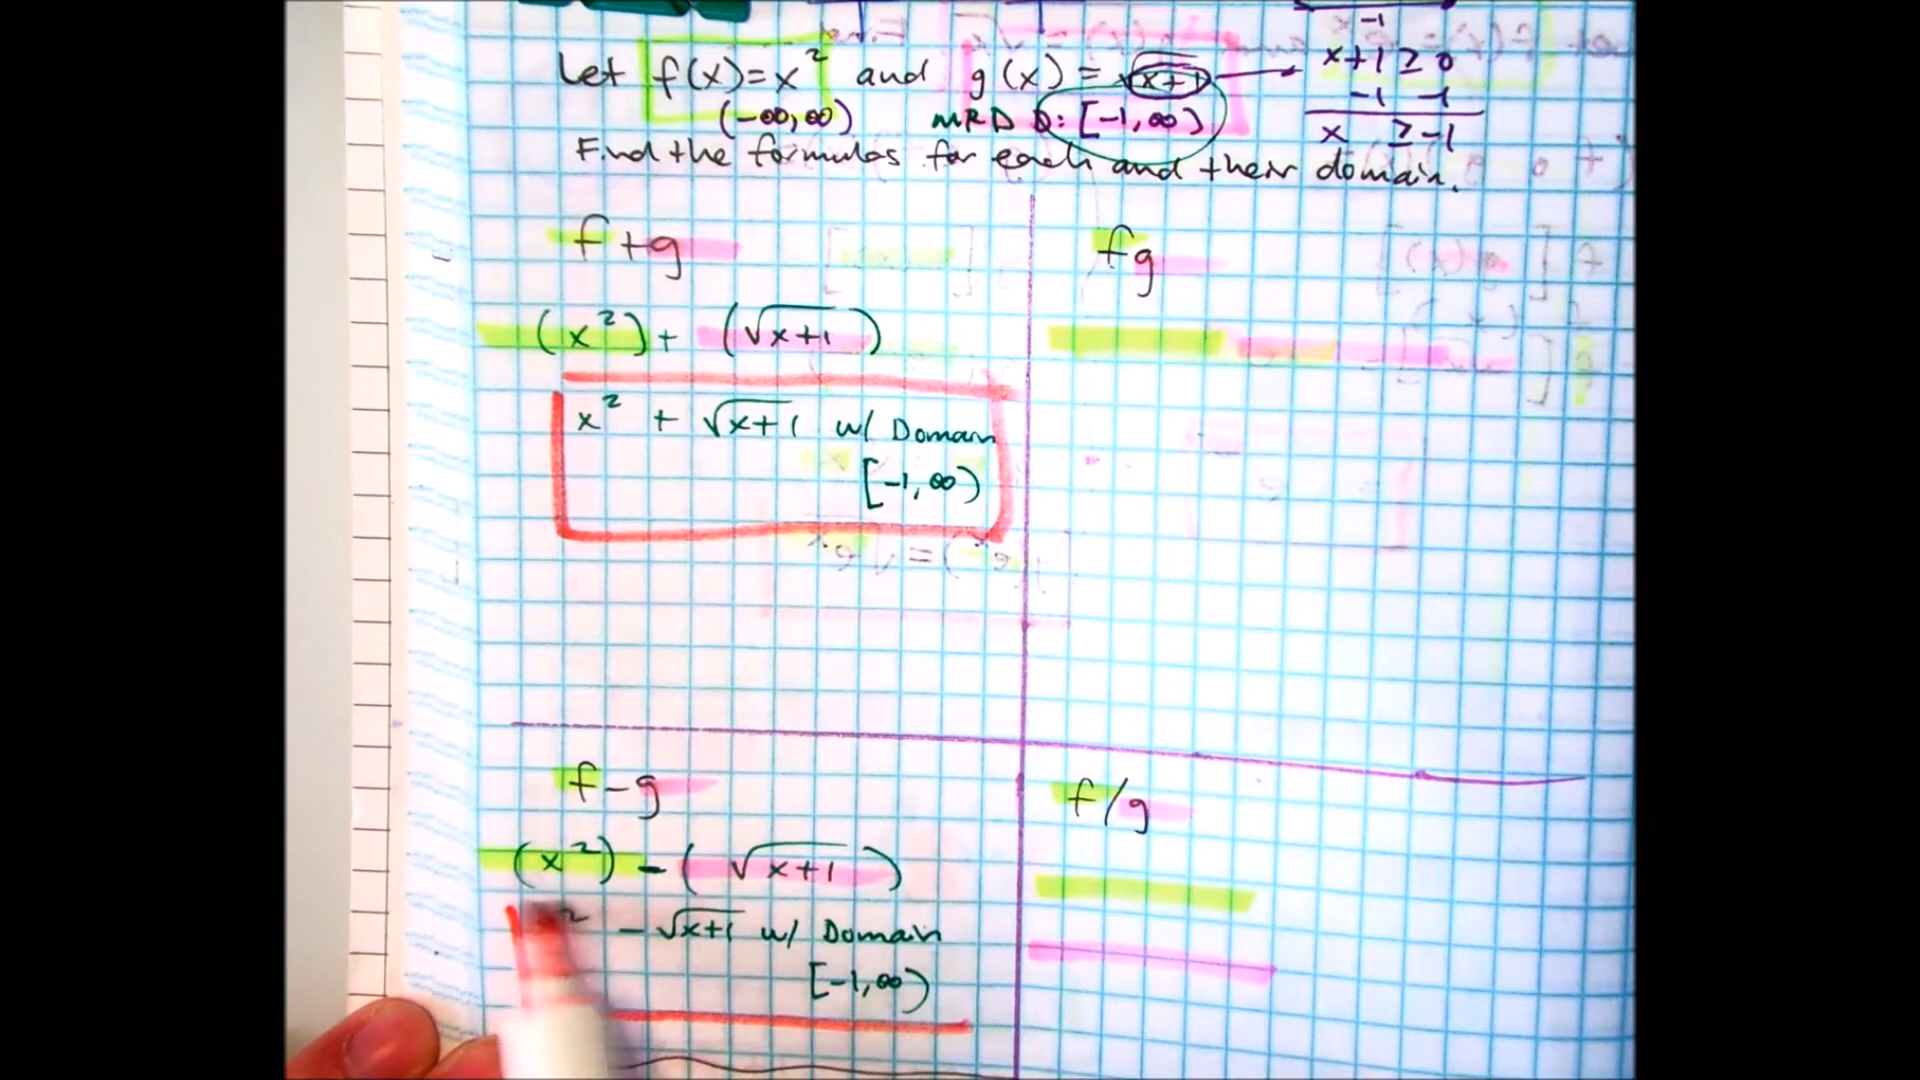 Let f(x)=x² and g(x) = √x+1 → x+1 ≥ 0
-1 -1
x ≥ -1
(-∞,∞) MRD D: [-1,∞)
Find the formulas for each and their domain.
f+g
(x²) + (√x+1)
x² + √x+1 w/ Domain
[-1,∞)
fg
f-g
(x²) - (√x+1)
² - √x+1 w/ Domain
[-1,∞)
f/g